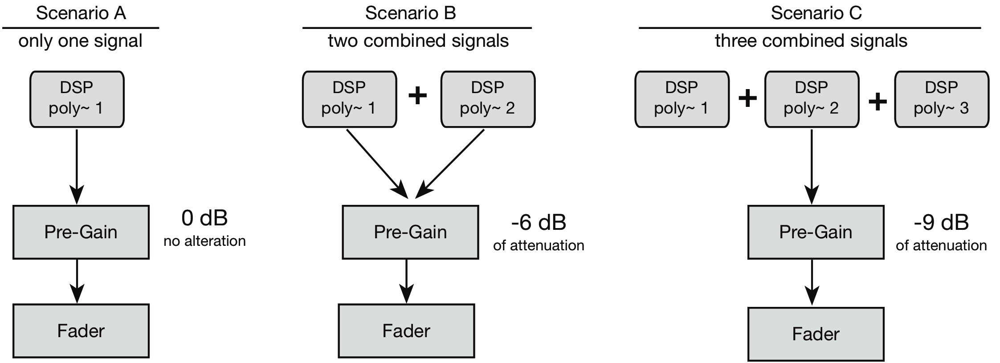 Scenario A
only one signal
DSP
poly~ 1
Pre-Gain
0 dB
no alteration
Fader
Scenario B
two combined signals
DSP
poly~ 1
+
DSP
poly~ 2
Pre-Gain
-6 dB
of attenuation
Fader
Scenario C
three combined signals
DSP
poly~ 1
+
DSP
poly~ 2
+
DSP
poly~ 3
Pre-Gain
-9 dB
of attenuation
Fader